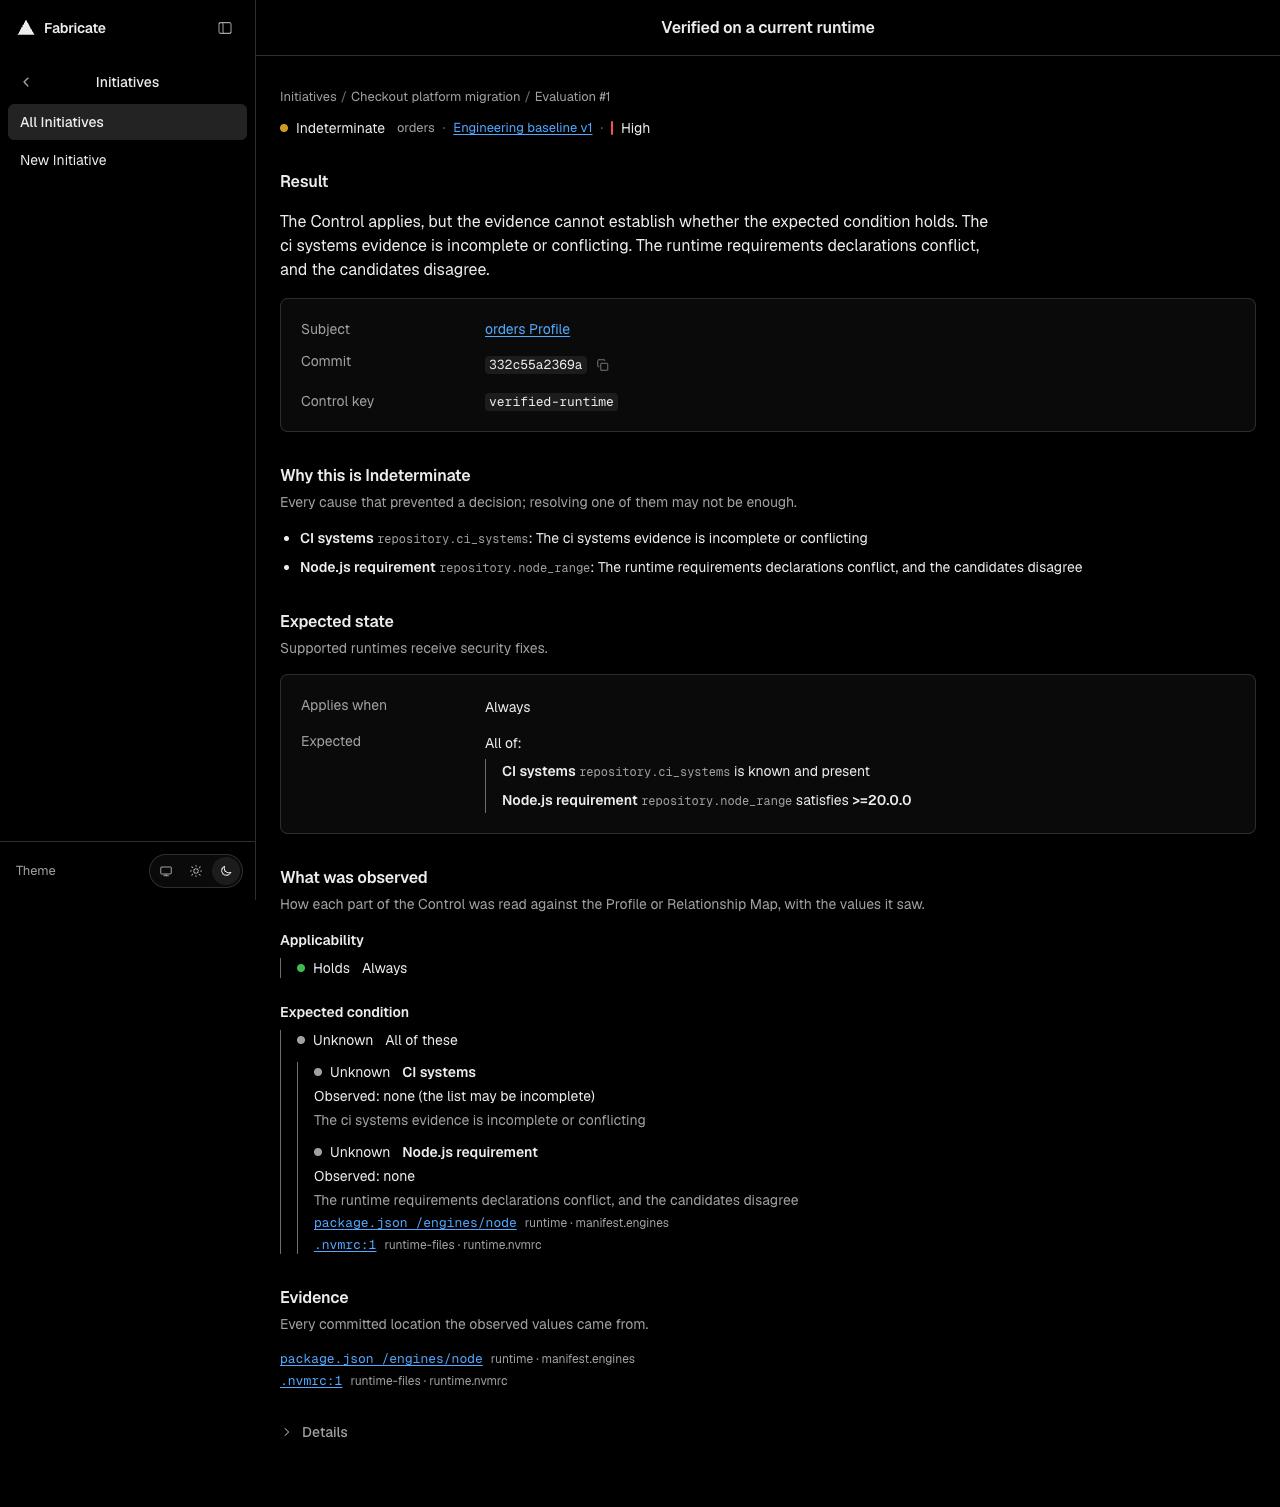 Fabricate
Verified on a current runtime
Initiatives
All Initiatives
New Initiative
Initiatives / Checkout platform migration / Evaluation #1
Indeterminate orders · Engineering baseline v1 · High
Result
The Control applies, but the evidence cannot establish whether the expected condition holds. The
ci systems evidence is incomplete or conflicting. The runtime requirements declarations conflict,
and the candidates disagree.
Subject orders Profile
Commit 332c55a2369a
Control key verified-runtime
Why this is Indeterminate
Every cause that prevented a decision; resolving one of them may not be enough.
• CI systems repository.ci_systems: The ci systems evidence is incomplete or conflicting
• Node.js requirement repository.node_range: The runtime requirements declarations conflict, and the candidates disagree
Expected state
Supported runtimes receive security fixes.
Applies when Always
Expected All of:
CI systems repository.ci_systems is known and present
Node.js requirement repository.node_range satisfies >=20.0.0
Theme
What was observed
How each part of the Control was read against the Profile or Relationship Map, with the values it saw.
Applicability
Holds Always
Expected condition
Unknown All of these
Unknown CI systems
Observed: none (the list may be incomplete)
The ci systems evidence is incomplete or conflicting
Unknown Node.js requirement
Observed: none
The runtime requirements declarations conflict, and the candidates disagree
package.json /engines/node runtime · manifest.engines
.nvmrc:1 runtime-files · runtime.nvmrc
Evidence
Every committed location the observed values came from.
package.json /engines/node runtime · manifest.engines
.nvmrc:1 runtime-files · runtime.nvmrc
Details